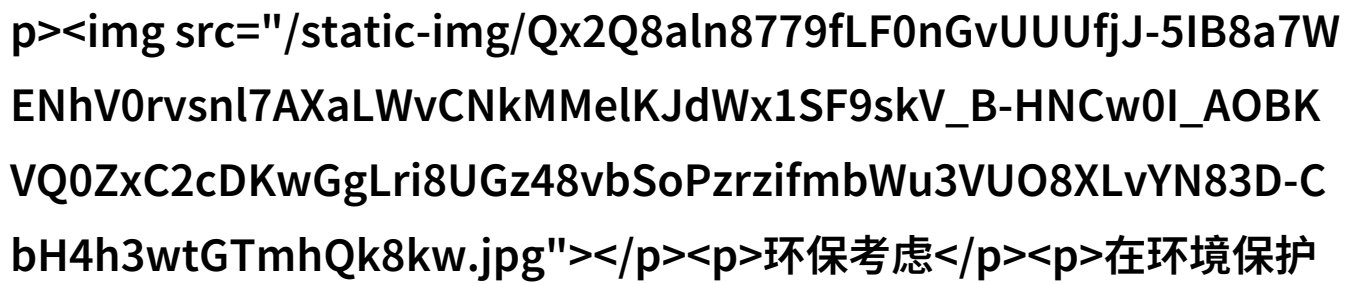 p><img src="/static-img/Qx2Q8aln8779fLF0nGvUUUfjJ-5IB8a7W
ENhV0rvsnl7AXaLWvCNkMMelKJdWx1SF9skV_B-HNCw0I_AOBK
VQ0ZxC2cDKwGgLri8UGz48vbSoPzrzifmbWu3VUO8XLvYN83D-C
bH4h3wtGTmhQk8kw.jpg"></p><p>环保考虑</p><p>在环境保护